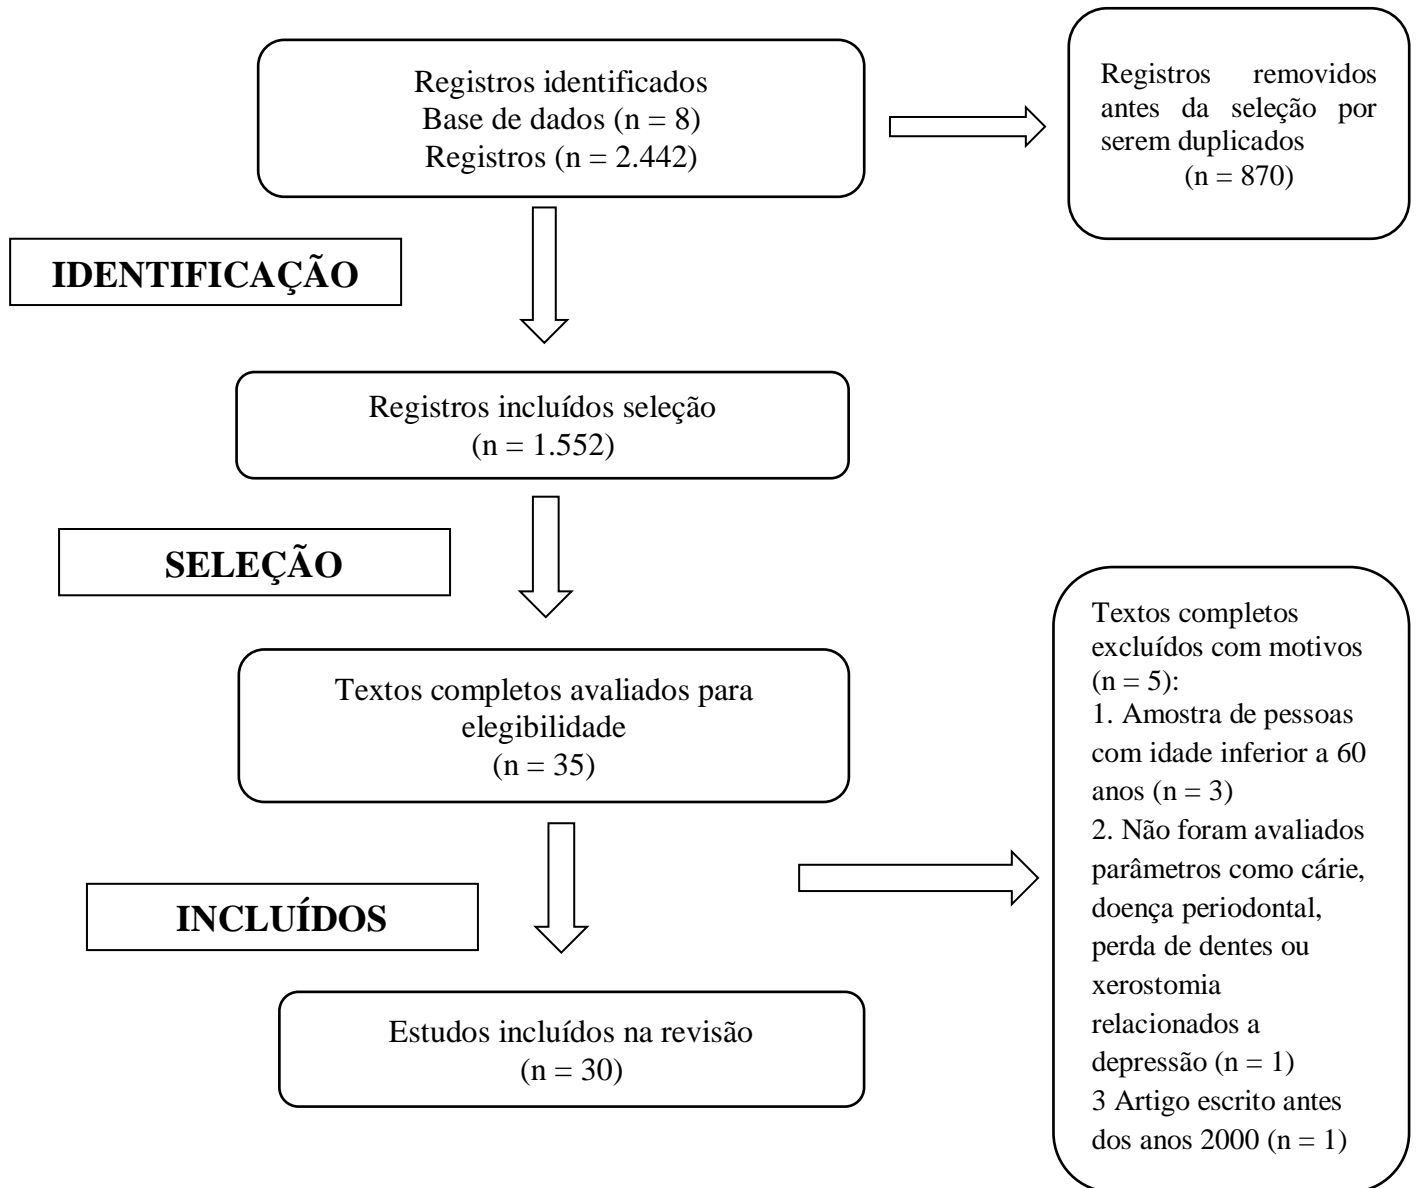 Registros identificados
Base de dados (n = 8)
Registros (n = 2.442)
Registros removidos
antes da seleção por
serem duplicados
(n = 870)
IDENTIFICAÇÃO
Registros incluídos seleção
(n = 1.552)
SELEÇÃO
Textos completos avaliados para
elegibilidade
(n = 35)
Textos completos
excluídos com motivos
(n = 5):
1. Amostra de pessoas
com idade inferior a 60
anos (n = 3)
2. Não foram avaliados
parâmetros como cárie,
doença periodontal,
perda de dentes ou
xerostomia
relacionados a
depressão (n = 1)
3 Artigo escrito antes
dos anos 2000 (n = 1)
INCLUÍDOS
Estudos incluídos na revisão
(n = 30)